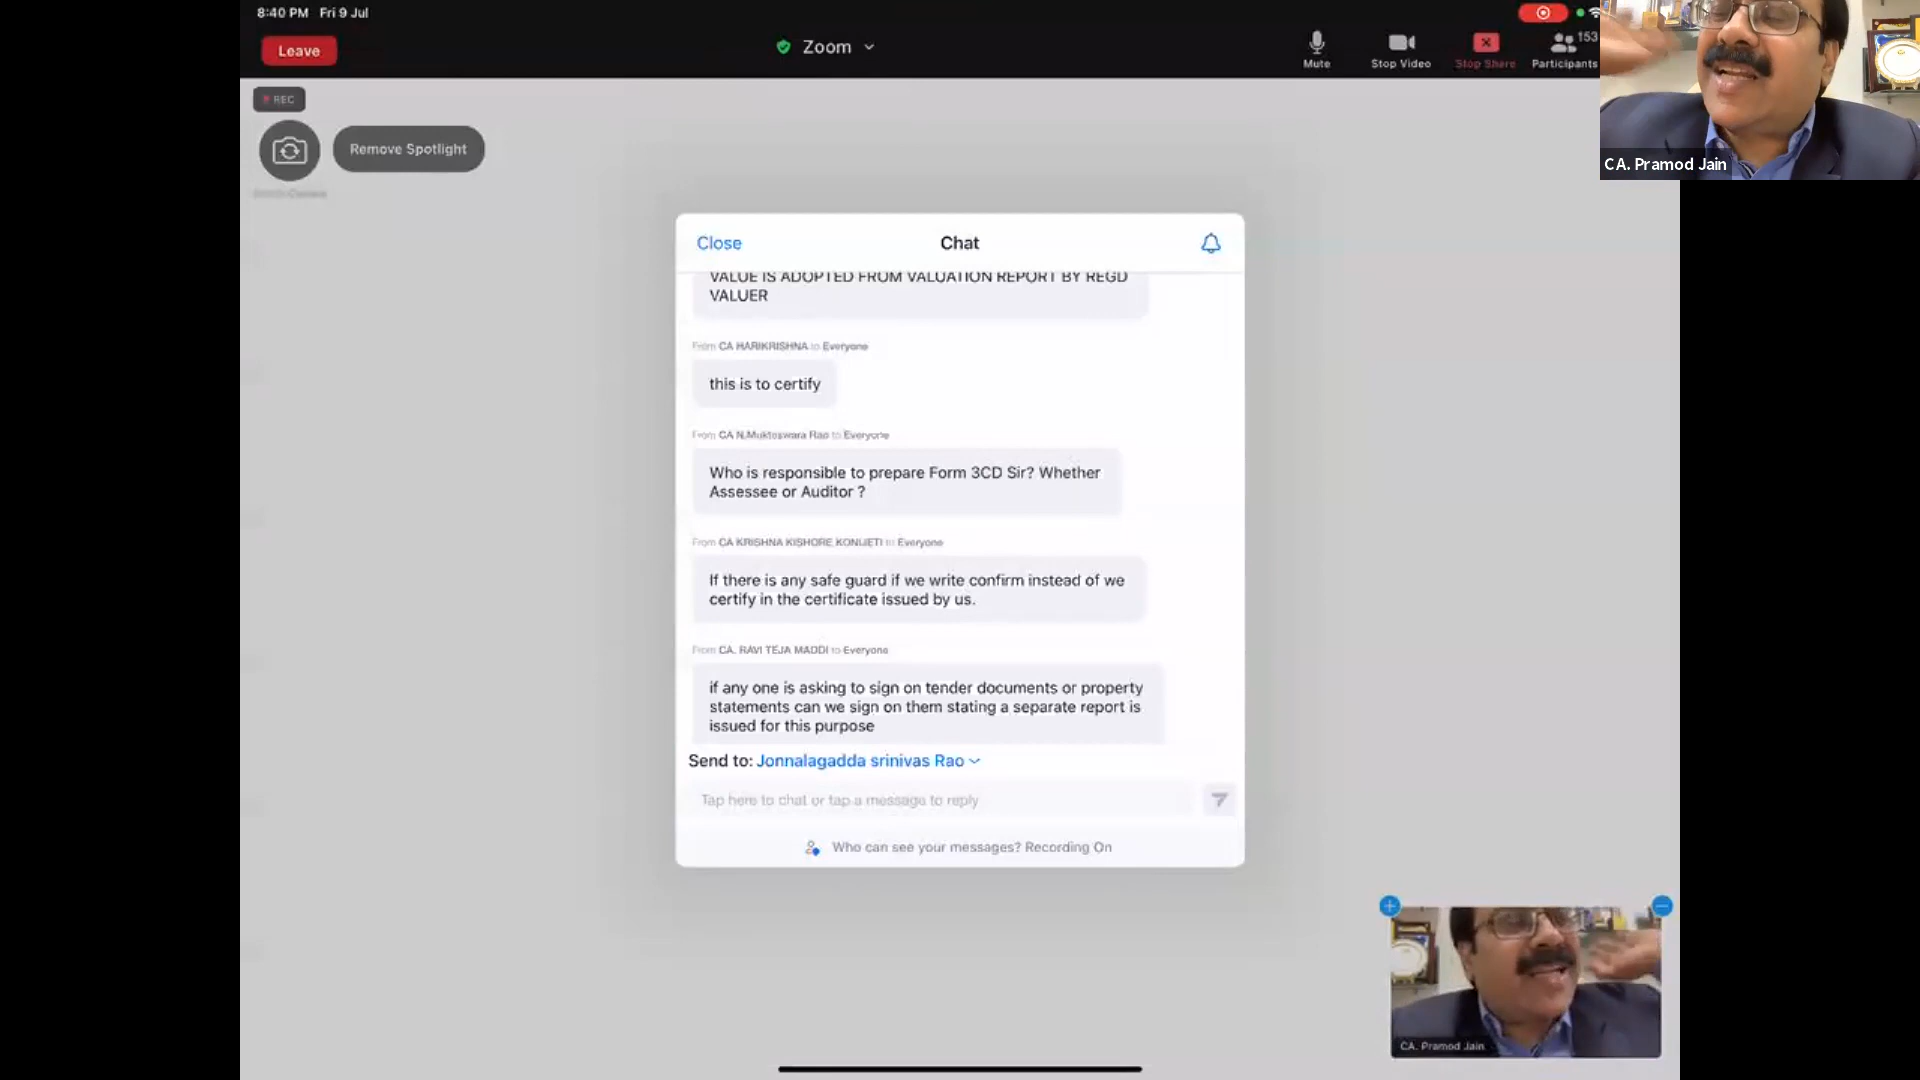 8:40 PM Fri 9 Jul
Leave
Zoom
Mute
Stop Video
Stop Share
153
Participants
REC
Remove Spotlight
CA. Pramod Jain
Close
Chat
VALUE IS ADOPTED FROM VALUATION REPORT BY REGD
VALUER
From CA HARIKRISHNA to Everyone
this is to certify
From CA N.Mukteswara Rao to Everyone
Who is responsible to prepare Form 3CD Sir? Whether
Assessee or Auditor ?
From CA KRISHNA KISHORE KONIJETI to Everyone
If there is any safe guard if we write confirm instead of we
certify in the certificate issued by us.
From CA. RAVI TEJA MADDI to Everyone
if any one is asking to sign on tender documents or property
statements can we sign on them stating a separate report is
issued for this purpose
Send to: Jonnalagadda srinivas Rao
Tap here to chat or tap a message to reply
Who can see your messages? Recording On
CA. Pramod Jain